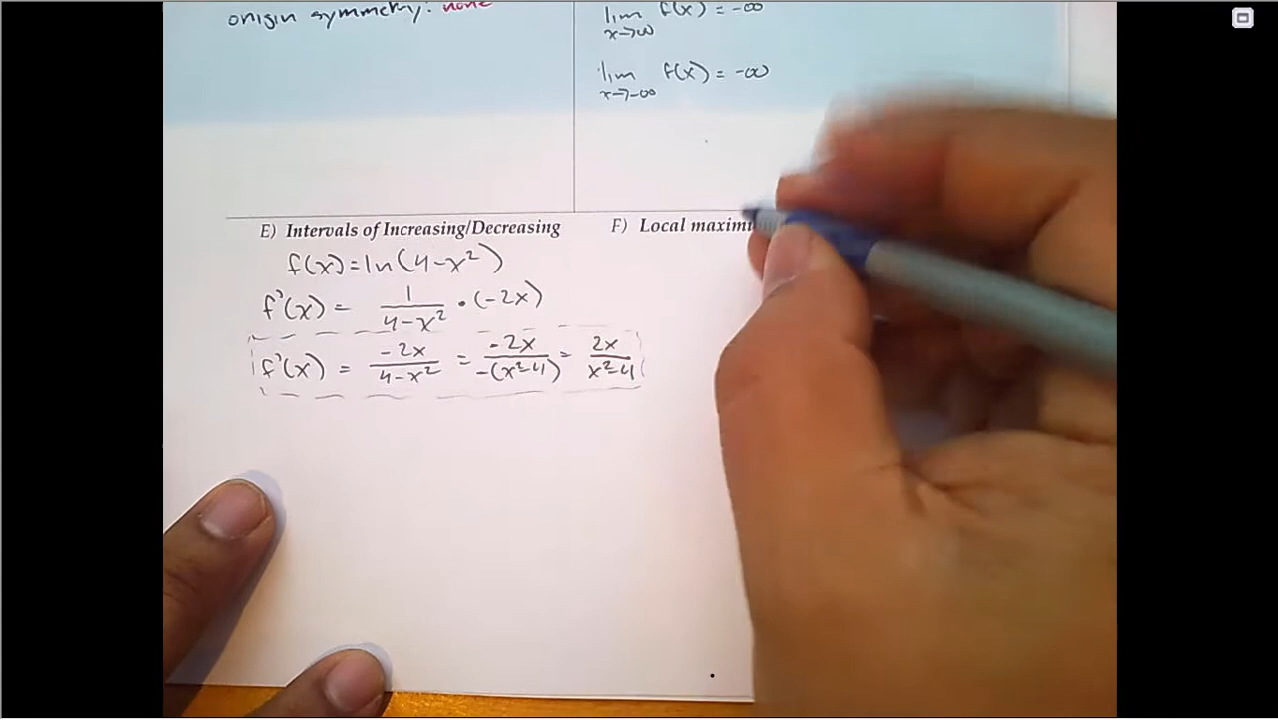 origin symmetry: none
lim f(x) = -∞
x→∞
lim f(x) = -∞
x→-∞
E) Intervals of Increasing/Decreasing
f(x)=ln(4-x²)
f'(x) = 1/(4-x²) • (-2x)
f'(x) = -2x/(4-x²) = -2x/-(x²-4) = 2x/(x²-4)
F) Local